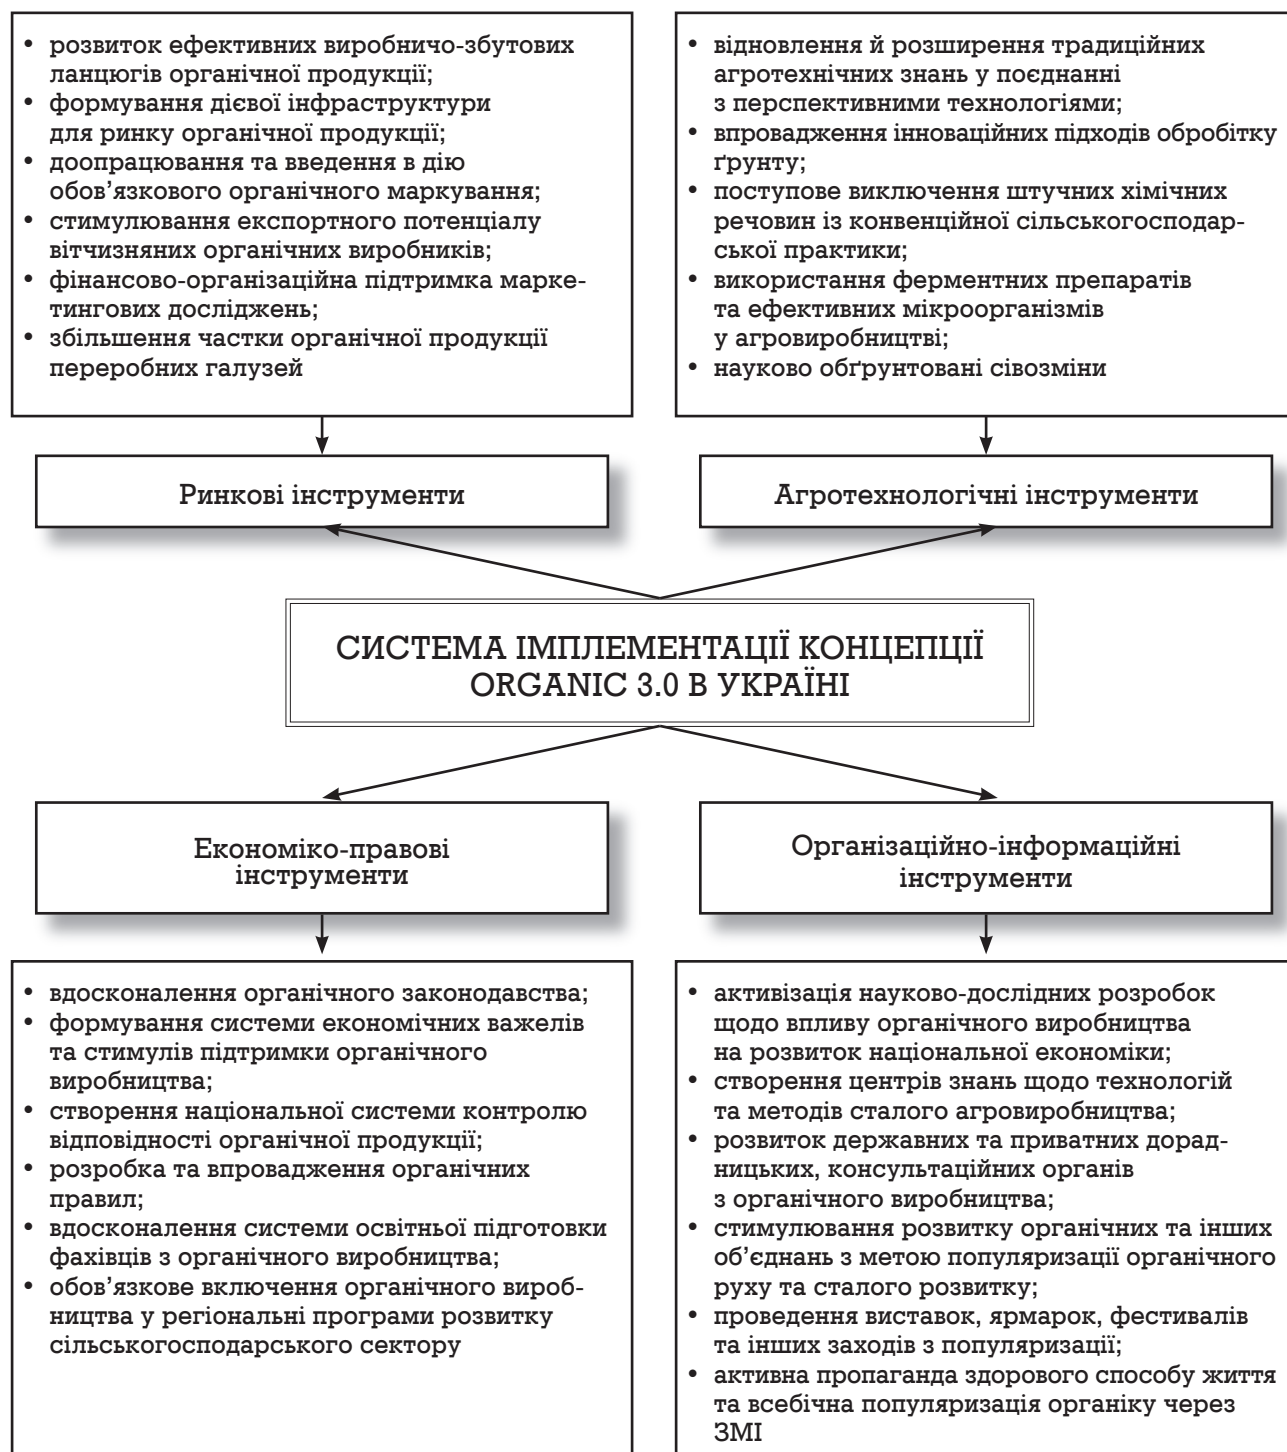 • розвиток ефективних виробничо-збутових
ланцюгів органічної продукції;
• формування дієвої інфраструктури
для ринку органічної продукції;
• доопрацювання та введення в дію
обов’язкового органічного маркування;
• стимулювання експортного потенціалу
вітчизняних органічних виробників;
• фінансово-організаційна підтримка марке-
тингових досліджень;
• збільшення частки органічної продукції
переробних галузей
• відновлення й розширення традиційних
агротехнічних знань у поєднанні
з перспективними технологіями;
• впровадження інноваційних підходів обробітку
ґрунту;
• поступове виключення штучних хімічних
речовин із конвенційної сільськогосподар-
ської практики;
• використання ферментних препаратів
та ефективних мікроорганізмів
у агровиробництві;
• науково обґрунтовані сівозміни
Ринкові інструменти
Агротехнологічні інструменти
СИСТЕМА ІМПЛЕМЕНТАЦІЇ КОНЦЕПЦІЇ
ORGANIC 3.0 В УКРАЇНІ
Економіко-правові
інструменти
Організаційно-інформаційні
інструменти
• вдосконалення органічного законодавства;
• формування системи економічних важелів
та стимулів підтримки органічного
виробництва;
• створення національної системи контролю
відповідності органічної продукції;
• розробка та впровадження органічних
правил;
• вдосконалення системи освітньої підготовки
фахівців з органічного виробництва;
• обов’язкове включення органічного вироб-
ництва у регіональні програми розвитку
сільськогосподарського сектору
• активізація науково-дослідних розробок
щодо впливу органічного виробництва
на розвиток національної економіки;
• створення центрів знань щодо технологій
та методів сталого агровиробництва;
• розвиток державних та приватних дорад-
ницьких, консультаційних органів
з органічного виробництва;
• стимулювання розвитку органічних та інших
об’єднань з метою популяризації органічного
руху та сталого розвитку;
• проведення виставок, ярмарок, фестивалів
та інших заходів з популяризації;
• активна пропаганда здорового способу життя
та всебічна популяризація органіку через
ЗМІ